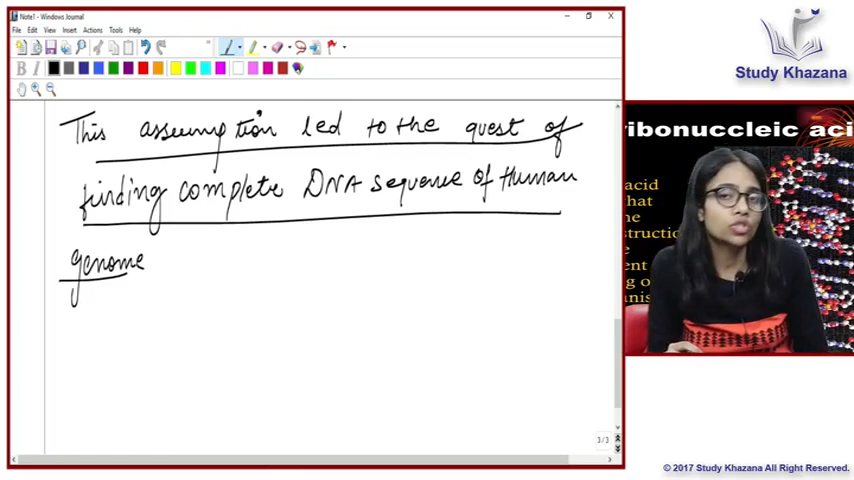 Note1 - Windows Journal
File Edit View Insert Actions Tools Help
B I
This assumption led to the quest of
finding complete DNA sequence of Human
genome
3/3
Study Khazana
ribonuccleic aci
acid
hat
ne
structio
e
ent
g o
anis
© 2017 Study Khazana All Right Reserved.